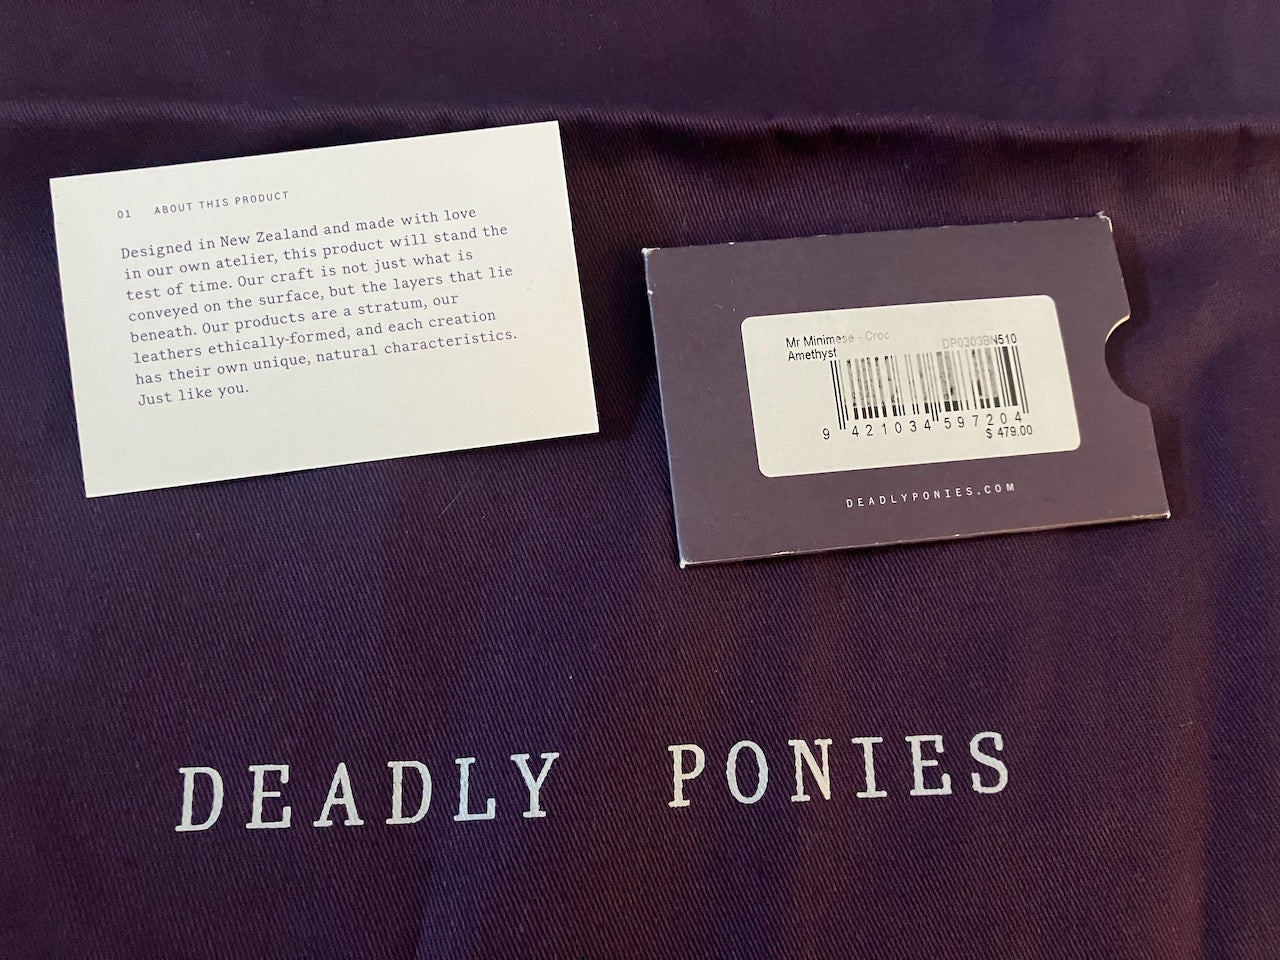 01 ABOUT THIS PRODUCT
Designed in New Zealand and made with love
in our own atelier, this product will stand the
test of time. Our craft is not just what is
conveyed on the surface, but the layers that lie
beneath. Our products are a stratum, our
leathers ethically-formed, and each creation
has their own unique, natural characteristics.
Just like you.
Mr Minimese - Croc DP0303BN510
Amethyst
9 421034 597204
$ 479.00
DEADLYPONIES.COM
DEADLY PONIES